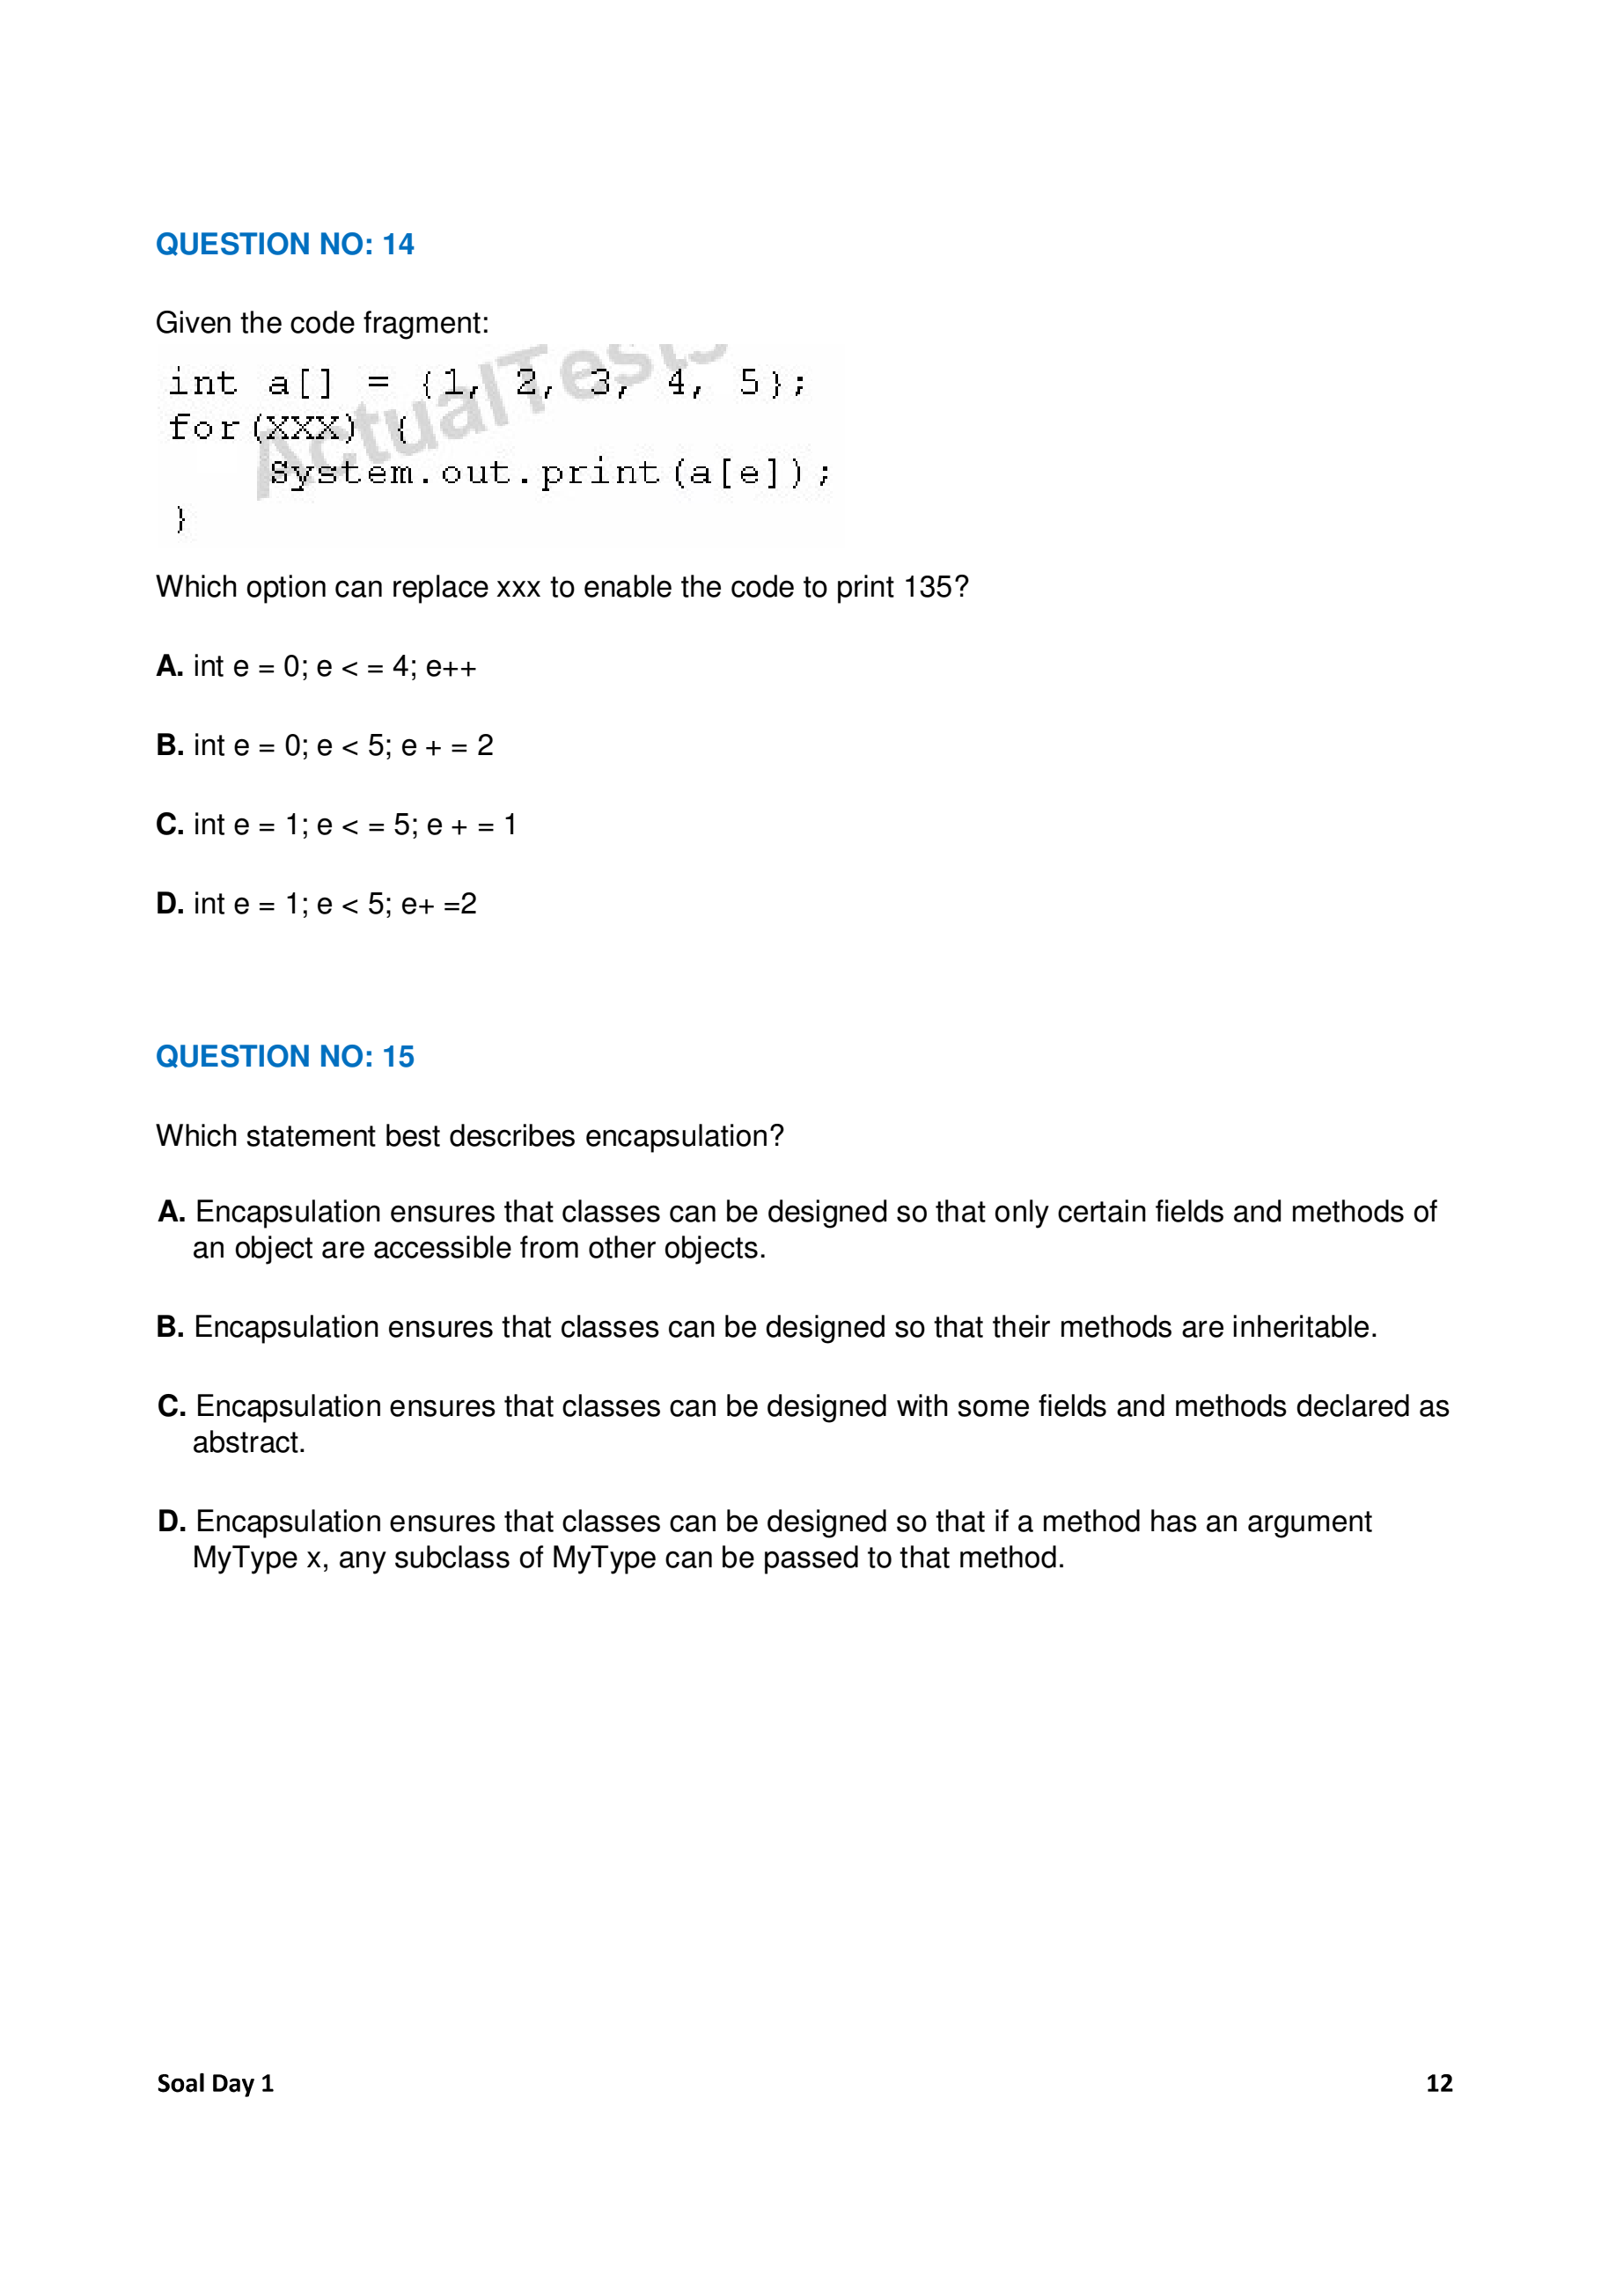 QUESTION NO: 14
Given the code fragment:
ActualTests
int a[] = {1, 2, 3, 4, 5};
for(XXX) {
System.out.print(a[e]);
}
Which option can replace xxx to enable the code to print 135?
A. int e = 0; e < = 4; e++
B. int e = 0; e < 5; e + = 2
C. int e = 1; e < = 5; e + = 1
D. int e = 1; e < 5; e+ =2
QUESTION NO: 15
Which statement best describes encapsulation?
A. Encapsulation ensures that classes can be designed so that only certain fields and methods of
an object are accessible from other objects.
B. Encapsulation ensures that classes can be designed so that their methods are inheritable.
C. Encapsulation ensures that classes can be designed with some fields and methods declared as
abstract.
D. Encapsulation ensures that classes can be designed so that if a method has an argument
MyType x, any subclass of MyType can be passed to that method.
Soal Day 1 12